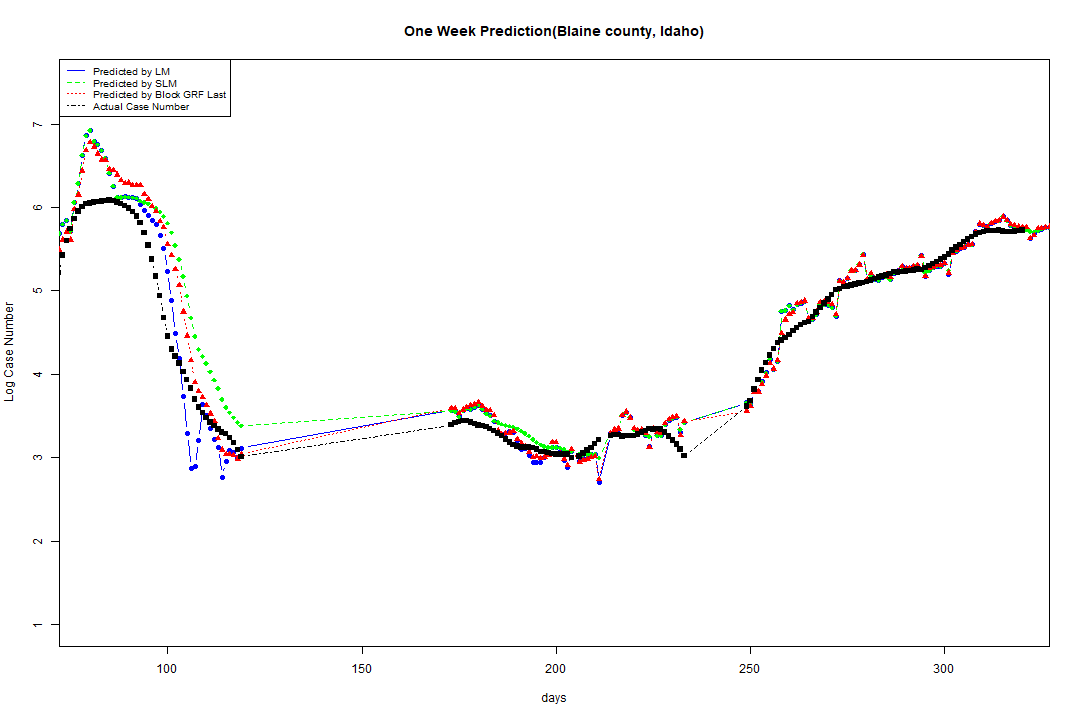 One Week Prediction(Blaine county, Idaho)
Predicted by LM
Predicted by SLM
Predicted by Block GRF Last
Actual Case Number
Log Case Number
7
6
5
4
3
2
1
100 150 200 250 300
days